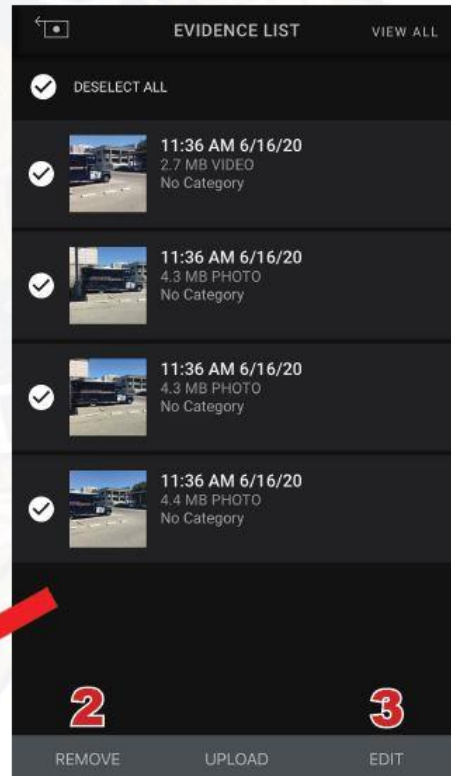 EVIDENCE LIST VIEW ALL
DESELECT ALL
11:36 AM 6/16/20
2.7 MB VIDEO
No Category
11:36 AM 6/16/20
4.3 MB PHOTO
No Category
11:36 AM 6/16/20
4.3 MB PHOTO
No Category
11:36 AM 6/16/20
4.4 MB PHOTO
No Category
2 3
REMOVE UPLOAD EDIT